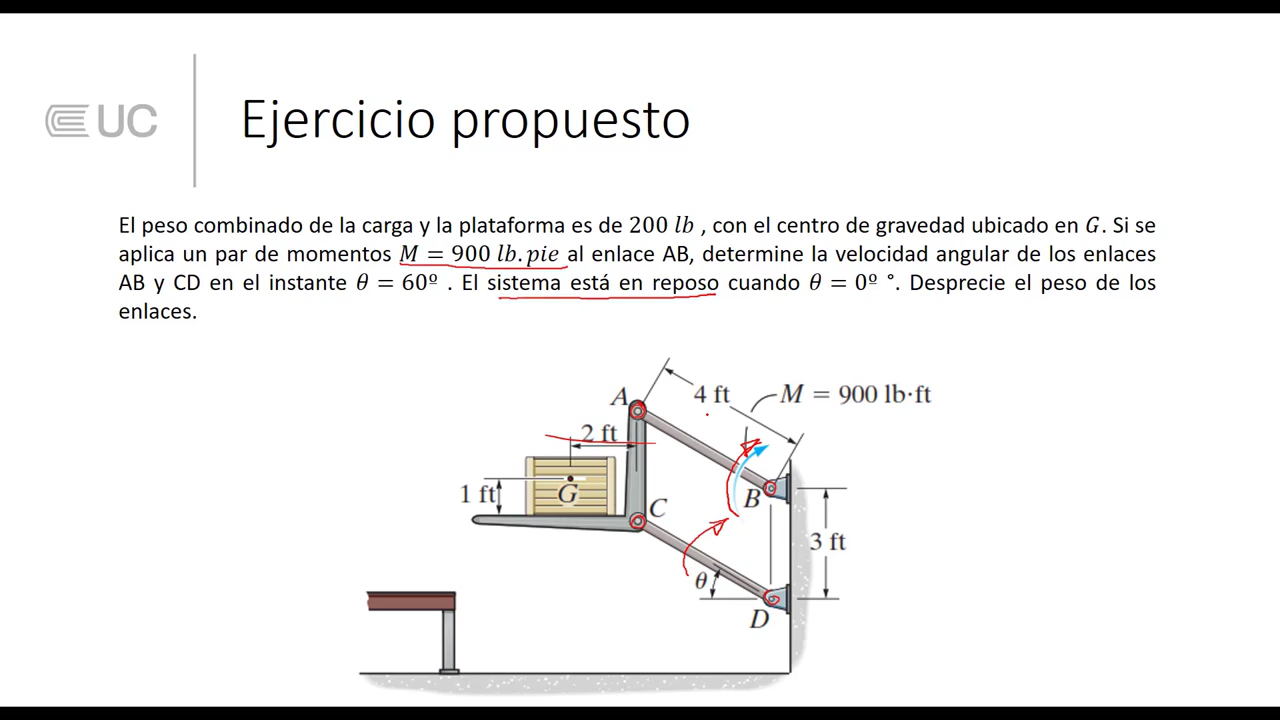 UC
Ejercicio propuesto
El peso combinado de la carga y la plataforma es de 200 lb , con el centro de gravedad ubicado en G. Si se
aplica un par de momentos M = 900 lb.pie al enlace AB, determine la velocidad angular de los enlaces
AB y CD en el instante θ = 60º . El sistema está en reposo cuando θ = 0º °. Desprecie el peso de los
enlaces.
A
4 ft
M = 900 lb·ft
2 ft
1 ft
G
C
B
3 ft
θ
D